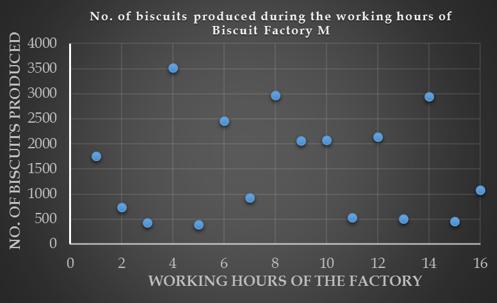 No. of biscuits produced during the working hours of
Biscuit Factory M
NO. OF BISCUITS PRODUCED
4000
3500
3000
2500
2000
1500
1000
500
0
0 2 4 6 8 10 12 14 16
WORKING HOURS OF THE FACTORY